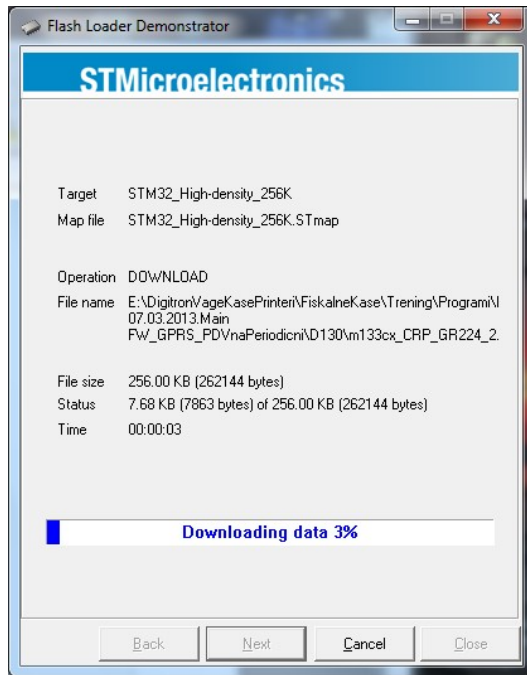 Flash Loader Demonstrator
STMicroelectronics
Target STM32_High-density_256K
Map file STM32_High-density_256K.STmap
Operation DOWNLOAD
File name E:\DigitronVageKasePrinteri\FiskalneKase\Trening\Programi\I
07.03.2013.Main
FW_GPRS_PDVnaPeriodicni\D130\m133cx_CRP_GR224_2.
File size 256.00 KB (262144 bytes)
Status 7.68 KB (7863 bytes) of 256.00 KB (262144 bytes)
Time 00:00:03
Downloading data 3%
Back Next Cancel Close